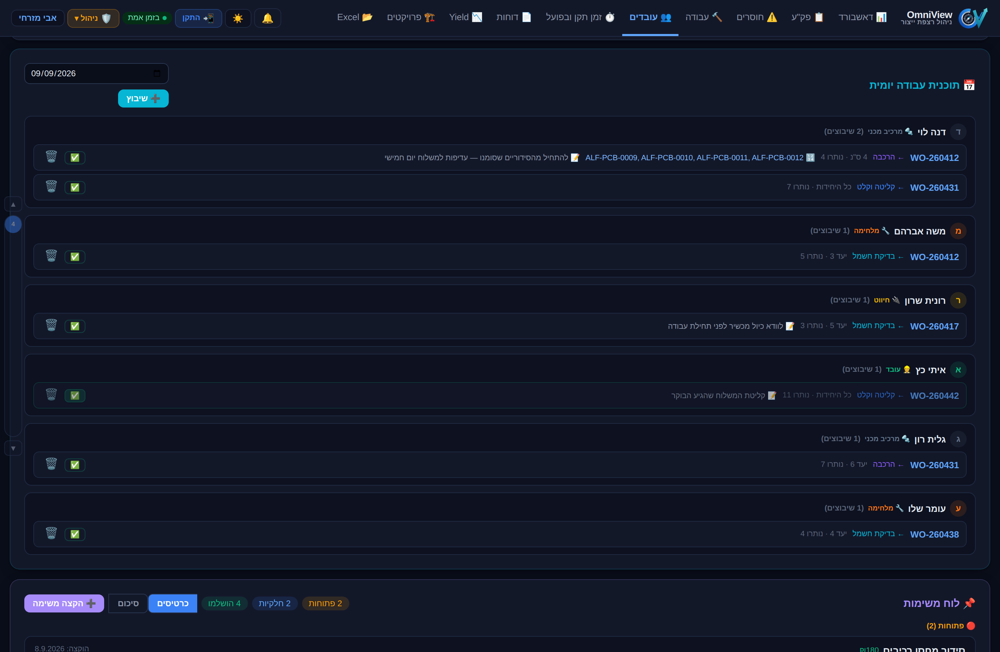 OmniView
ניהול רצפת ייצור
📊 דאשבורד 📋 פק"ע ⚠️ חוסרים 🔨 עבודה 👥 עובדים ⏱️ זמן תקן ובפועל 📄 דוחות 📉 Yield 🏗️ פרויקטים 📂 Excel
🔔 ☀️ 📲 התקן בזמן אמת 🛡️ ניהול ▾ אבי מזרחי
📅 תוכנית עבודה יומית
09/09/2026
➕ שיבוץ
ד דנה לוי 🔩 מרכיב מכני (2 שיבוצים)
WO-260412 ← הרכבה 4 ס"נ · נותרו 4 🔢 ALF-PCB-0009, ALF-PCB-0010, ALF-PCB-0011, ALF-PCB-0012 📝 להתחיל מהסידוריים שסומנו — עדיפות למשלוח יום חמישי ✅ 🗑️
WO-260431 ← קליטה וקלט כל היחידות · נותרו 7 ✅ 🗑️
▲
4
▼
מ משה אברהם 🔧 מלחימה (1 שיבוצים)
WO-260412 ← בדיקת חשמל יעד 3 · נותרו 5 ✅ 🗑️
ר רונית שרון 🔌 חיווט (1 שיבוצים)
WO-260417 ← בדיקת חשמל יעד 5 · נותרו 3 📝 לוודא כיול מכשיר לפני תחילת עבודה ✅ 🗑️
א איתי כץ 👷 עובד (1 שיבוצים)
WO-260442 ← קליטה וקלט כל היחידות · נותרו 11 📝 קליטת המשלוח שהגיע הבוקר ✅ 🗑️
ג גלית רון 🔩 מרכיב מכני (1 שיבוצים)
WO-260431 ← הרכבה יעד 6 · נותרו 7 ✅ 🗑️
ע עומר שלו 🔧 מלחימה (1 שיבוצים)
WO-260438 ← בדיקת חשמל יעד 4 · נותרו 4 ✅ 🗑️
📌 לוח משימות
2 פתוחות 2 חלקיות 4 הושלמו כרטיסים סיכום ➕ הקצה משימה
🔴 פתוחות (2)
סידור מחסן רכיבים ₪180 הוקצה: 8.9.2026